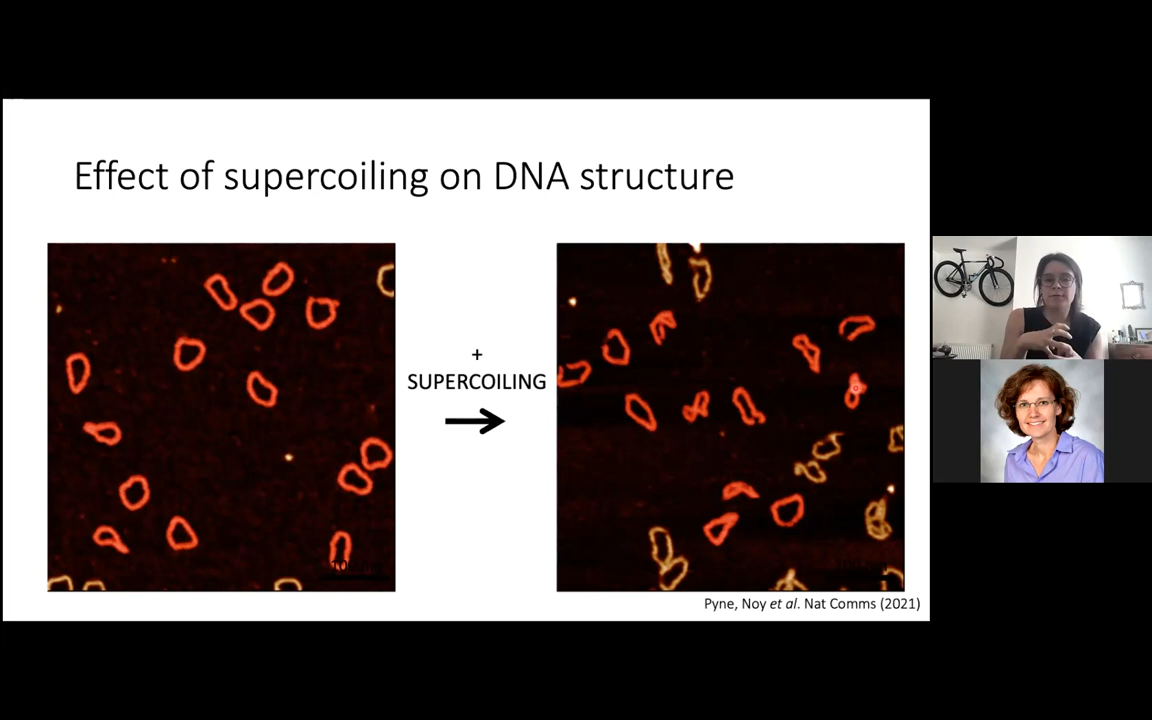 Effect of supercoiling on DNA structure
+
SUPERCOILING
Pyne, Noy et al. Nat Comms (2021)